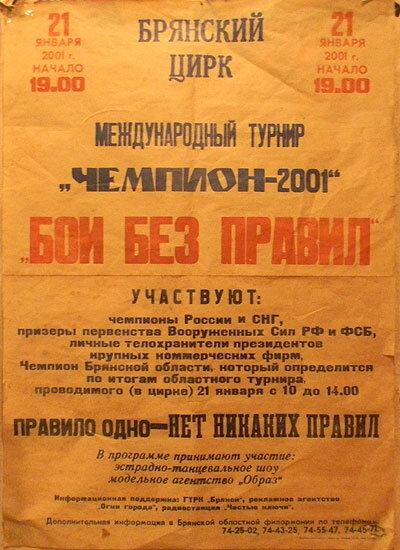 21
ЯНВАРЯ
2001 г.
НАЧАЛО
19.00
БРЯНСКИЙ
ЦИРК
21
ЯНВАРЯ
2001 г.
НАЧАЛО
19.00
МЕЖДУНАРОДНЫЙ ТУРНИР
„ЧЕМПИОН-2001“
„БОИ БЕЗ ПРАВИЛ“
УЧАСТВУЮТ:
чемпионы России и СНГ,
призеры первенства Вооруженных Сил РФ и ФСБ,
личные телохранители президентов
крупных коммерческих фирм,
Чемпион Брянской области, который определится
по итогам областного турнира,
проводимого (в цирке) 21 января с 10 до 14.00
ПРАВИЛО ОДНО—НЕТ НИКАКИХ ПРАВИЛ
В программе принимают участие:
эстрадно-танцевальное шоу
модельное агентство „Образ“
Информационная поддержка: ГТРК „Брянск“, рекламное агентство
„Огни города“, радиостанция „Чистые ключи“.
Дополнительная информация в Брянской областной филармонии по телефонам:
74-25-02, 74-43-25, 74-55-47, 74-45-71.